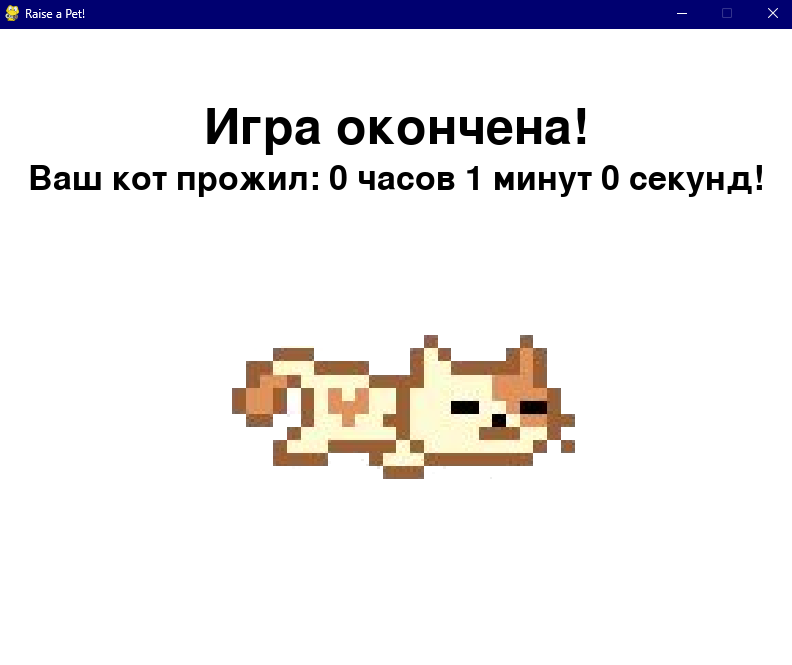 Raise a Pet!
Игра окончена!
Ваш кот прожил: 0 часов 1 минут 0 секунд!